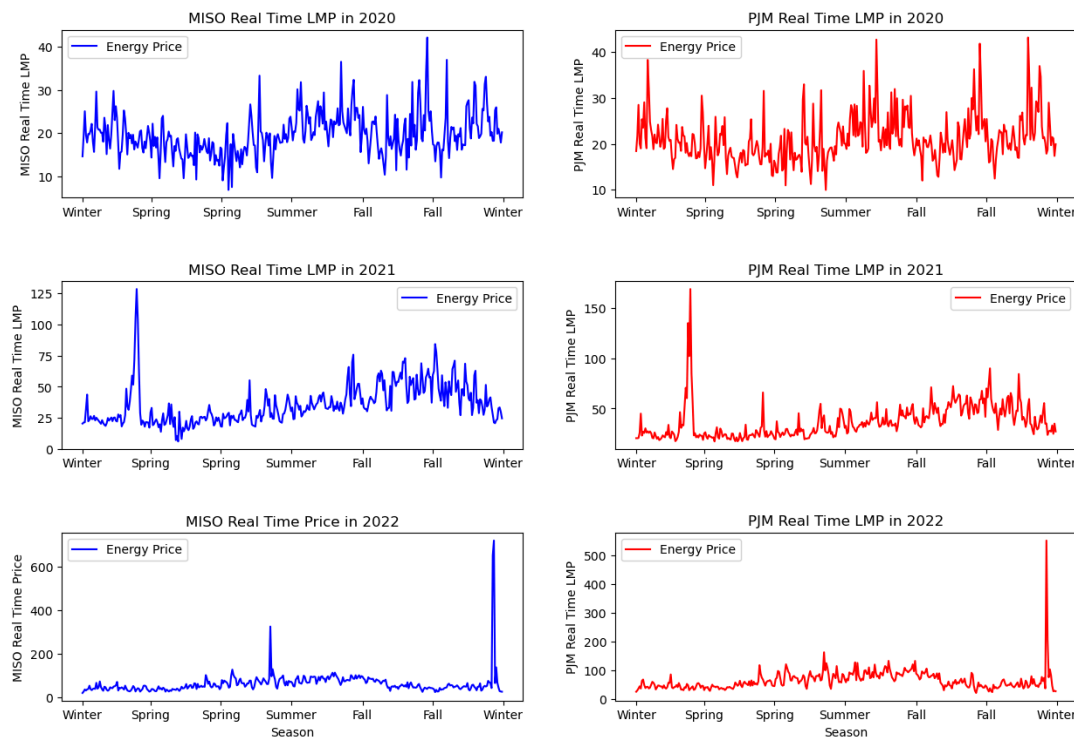 MISO Real Time LMP in 2020
MISO Real Time LMP
40
30
20
10
Energy Price
Winter Spring Spring Summer Fall Fall Winter
PJM Real Time LMP in 2020
PJM Real Time LMP
40
30
20
10
Energy Price
Winter Spring Spring Summer Fall Fall Winter
MISO Real Time LMP in 2021
MISO Real Time LMP
125
100
75
50
25
0
Energy Price
Winter Spring Spring Summer Fall Fall Winter
PJM Real Time LMP in 2021
PJM Real Time LMP
150
100
50
Energy Price
Winter Spring Spring Summer Fall Fall Winter
MISO Real Time Price in 2022
MISO Real Time Price
600
400
200
0
Energy Price
Winter Spring Spring Summer Fall Fall Winter
Season
PJM Real Time LMP in 2022
PJM Real Time LMP
500
400
300
200
100
0
Energy Price
Winter Spring Spring Summer Fall Fall Winter
Season